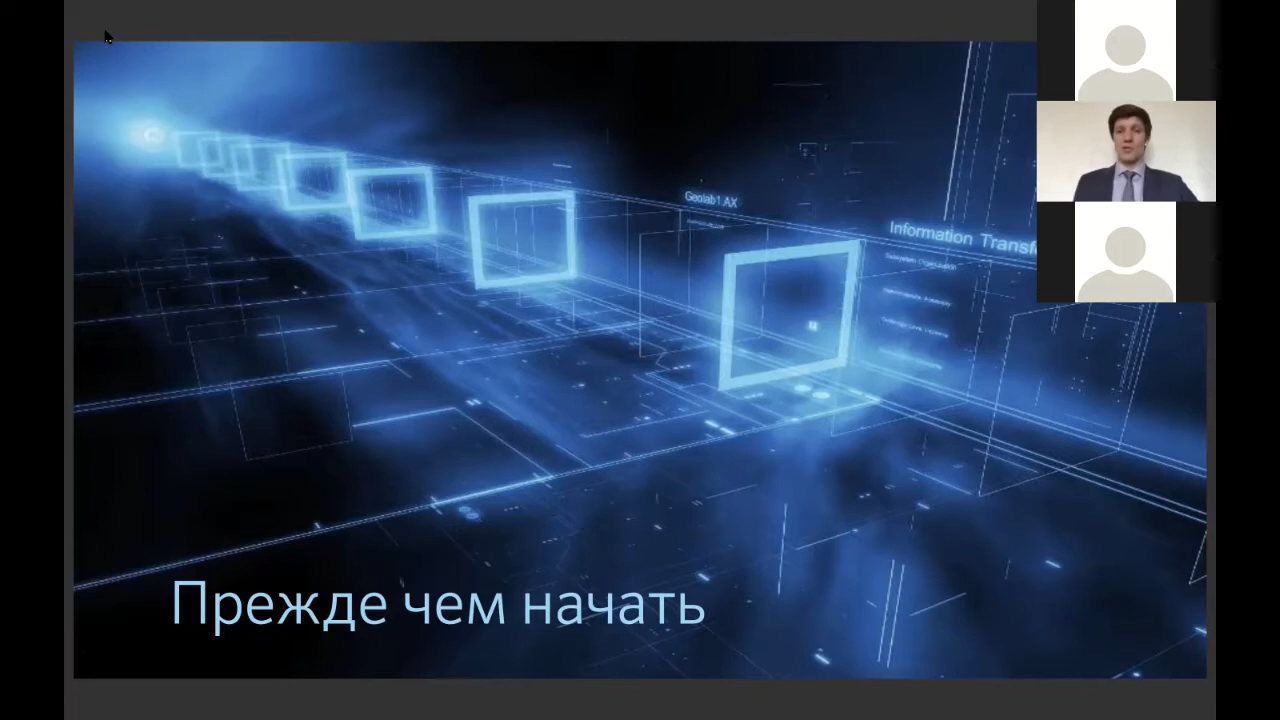 Geolab1.AX
Information Transf
Прежде чем начать